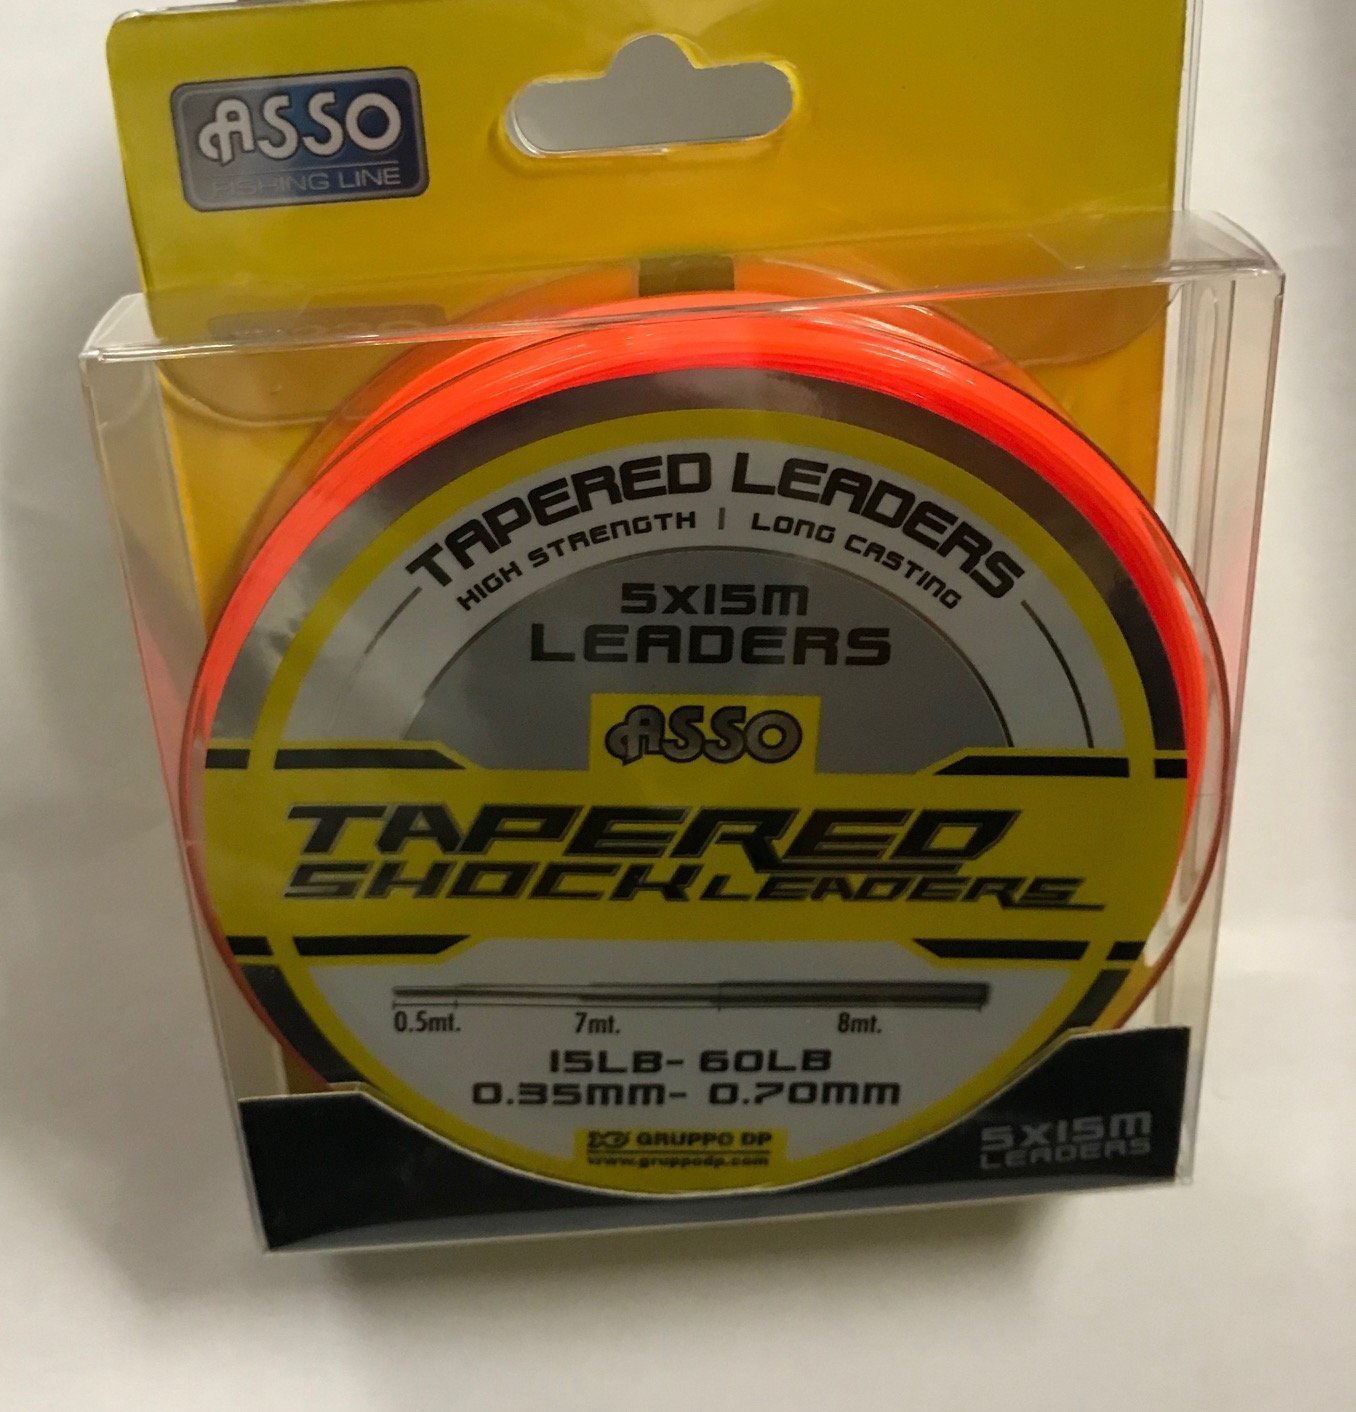 ASSO
FISHING LINE
TAPERED LEADERS
HIGH STRENGTH | LONG CASTING
5X15M
LEADERS
ASSO
TAPERED
SHOCK LEADERS
0.5mt. 7mt. 8mt.
15LB- 60LB
0.35MM- 0.70MM
GRUPPO DP
www.gruppodp.com
5X15M
LEADERS